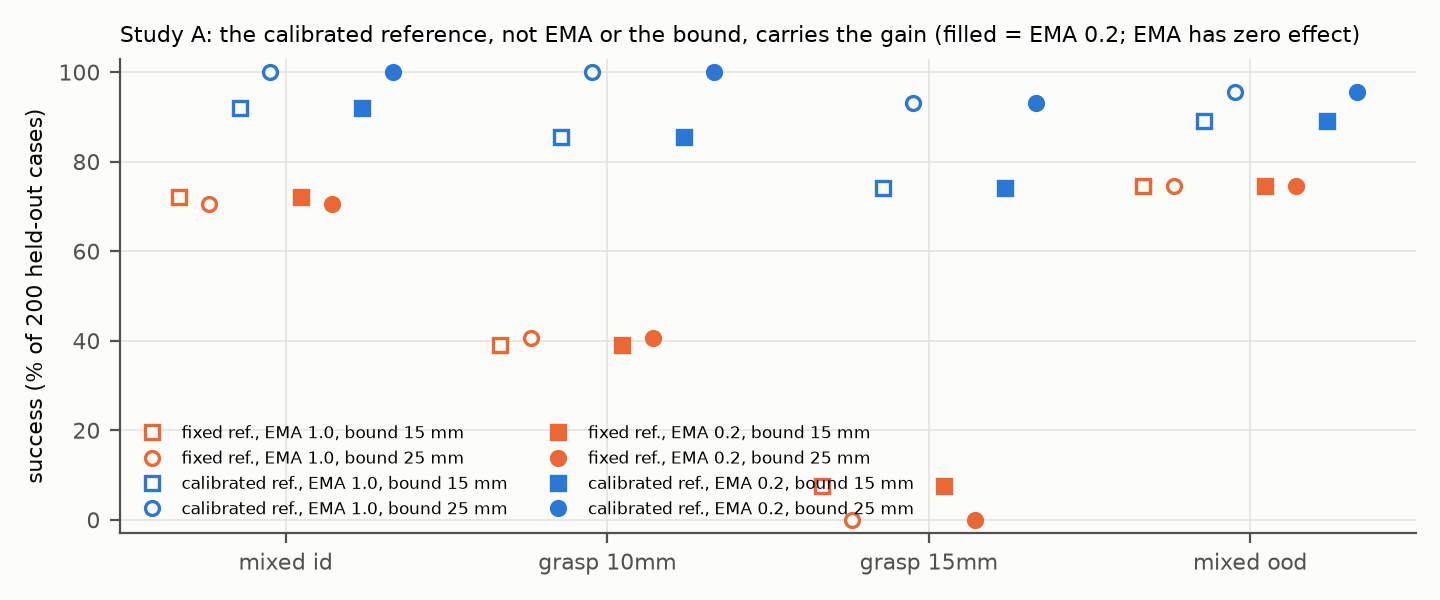 Study A: the calibrated reference, not EMA or the bound, carries the gain (filled = EMA 0.2; EMA has zero effect)
success (% of 200 held-out cases)
100
80
60
40
20
0
fixed ref., EMA 1.0, bound 15 mm
fixed ref., EMA 1.0, bound 25 mm
calibrated ref., EMA 1.0, bound 15 mm
calibrated ref., EMA 1.0, bound 25 mm
fixed ref., EMA 0.2, bound 15 mm
fixed ref., EMA 0.2, bound 25 mm
calibrated ref., EMA 0.2, bound 15 mm
calibrated ref., EMA 0.2, bound 25 mm
mixed id
grasp 10mm
grasp 15mm
mixed ood